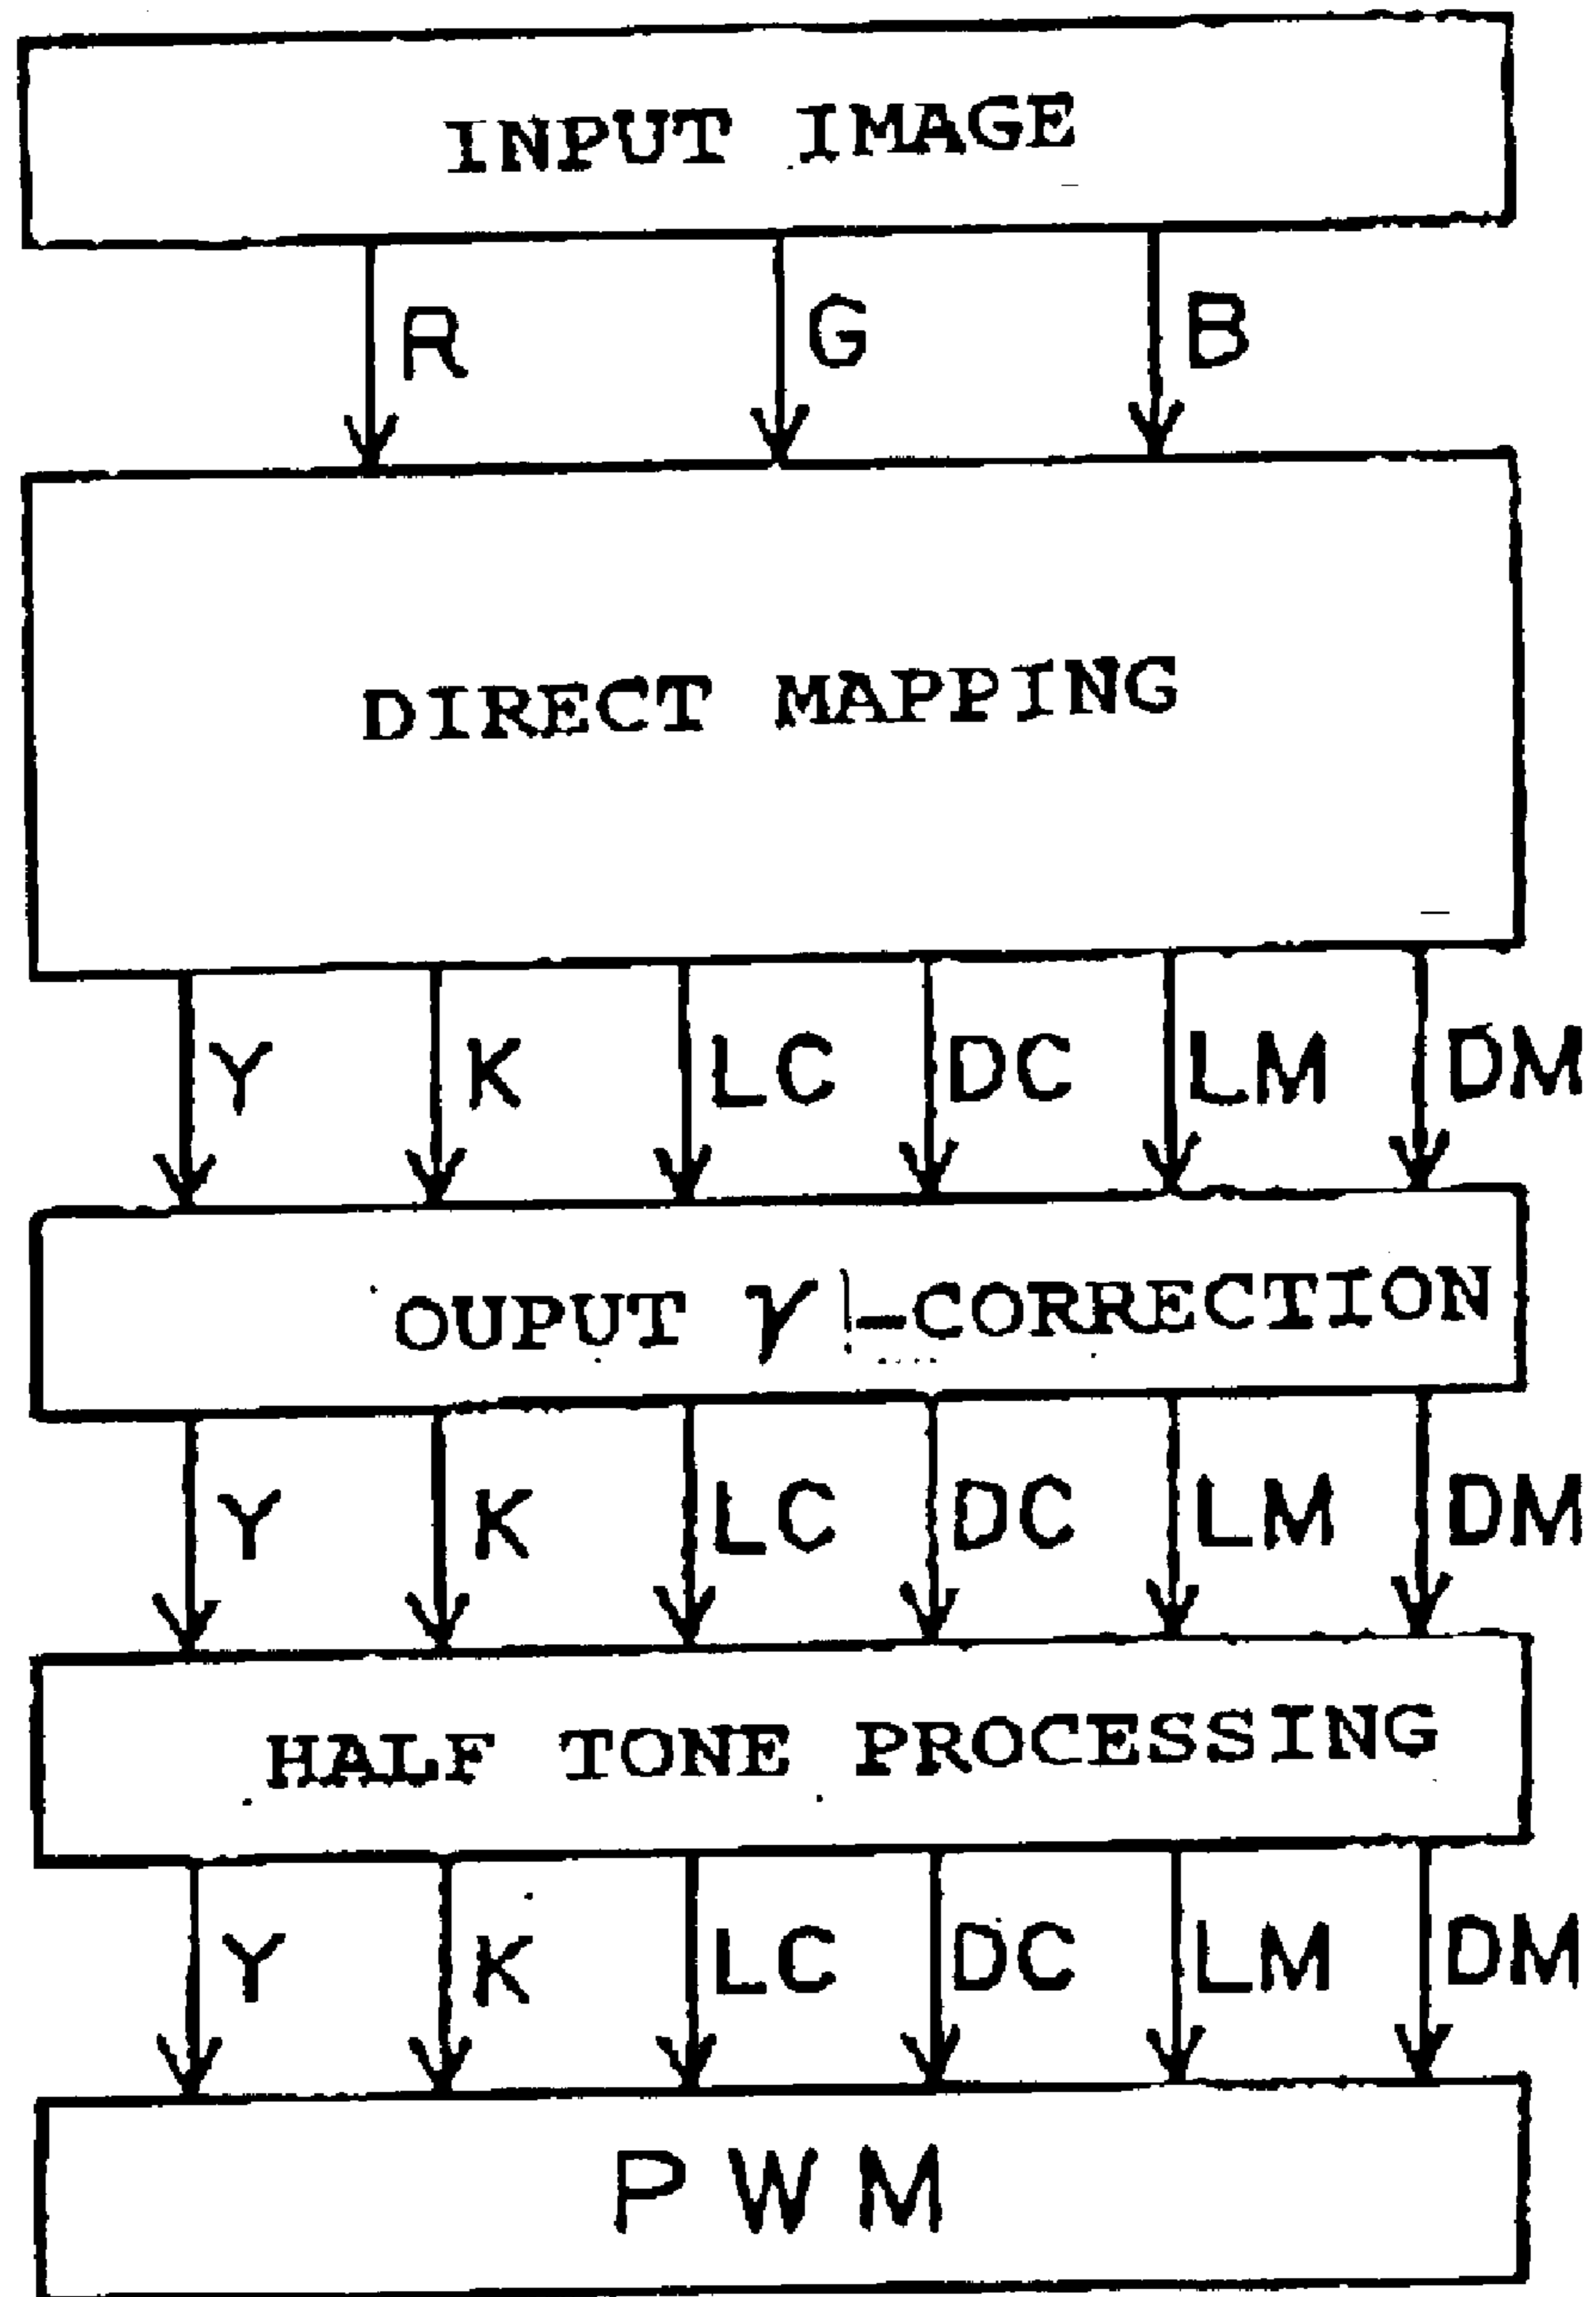 INPUT IMAGE
R G B
DIRECT MAPPING
Y K LC DC LM DM
OUPUT γ-CORRECTION
Y K LC DC LM DM
HALF TONE PROCESSING
Y K LC DC LM DM
PWM